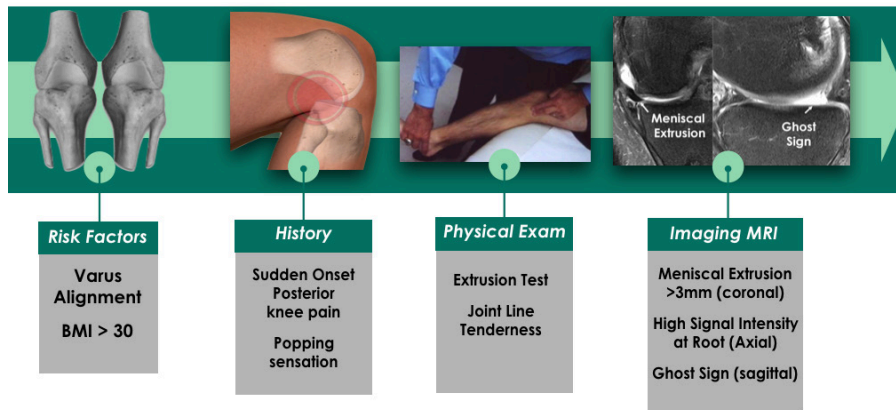 Meniscal
Extrusion
Ghost
Sign
Risk Factors
Varus
Alignment
BMI > 30
History
Sudden Onset
Posterior
knee pain
Popping
sensation
Physical Exam
Extrusion Test
Joint Line
Tenderness
Imaging MRI
Meniscal Extrusion
>3mm (coronal)
High Signal Intensity
at Root (Axial)
Ghost Sign (sagittal)